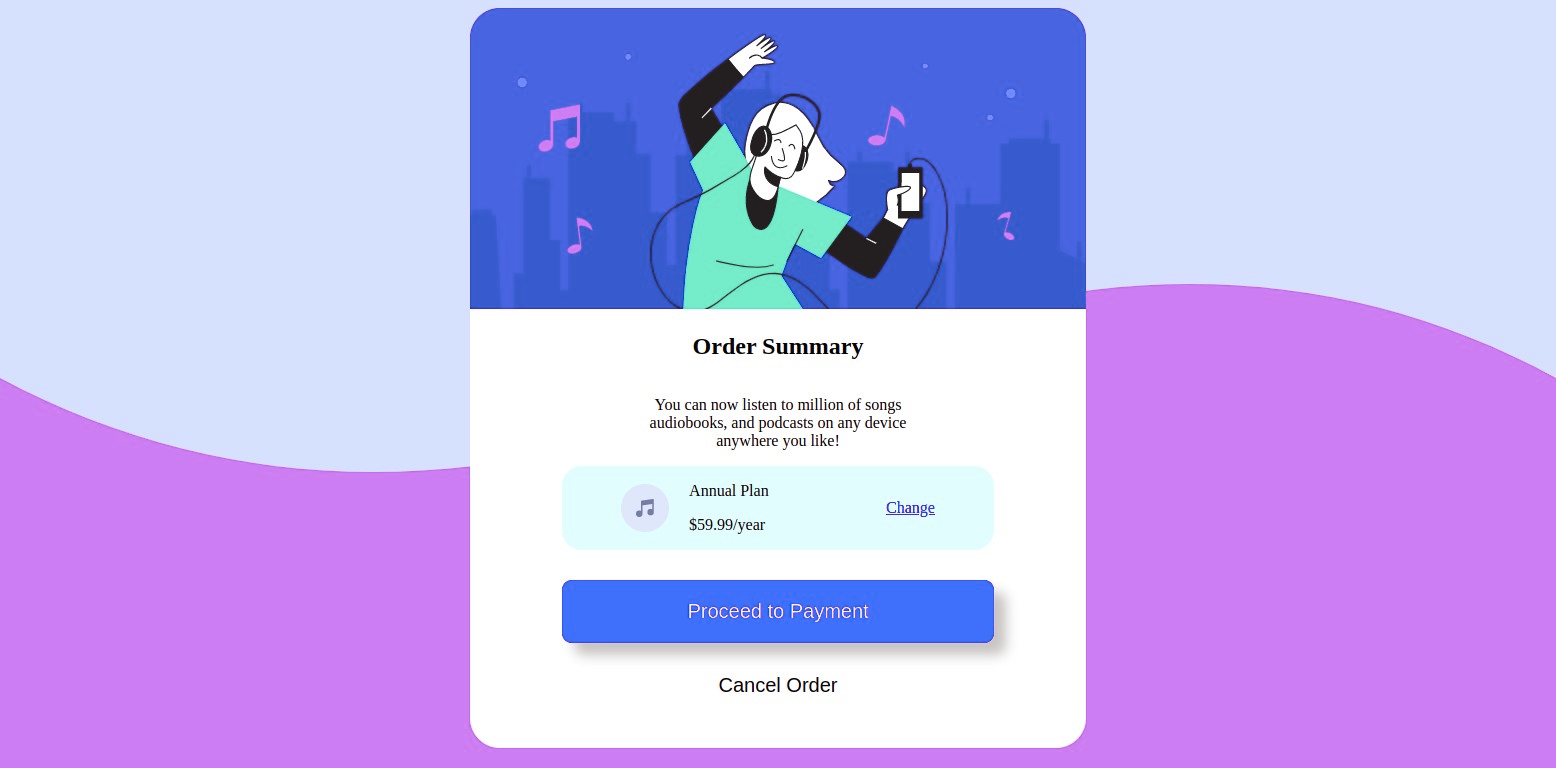 Order Summary
You can now listen to million of songs
audiobooks, and podcasts on any device
anywhere you like!
Annual Plan
$59.99/year
Change
Proceed to Payment
Cancel Order